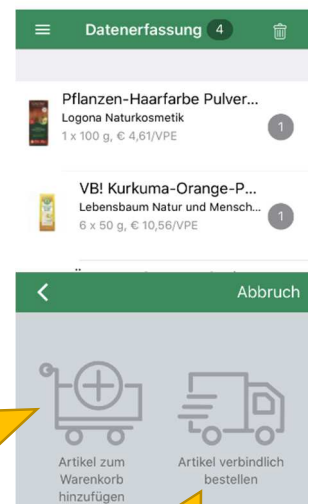 Datenerfassung 4
Pflanzen-Haarfarbe Pulver...
Logona Naturkosmetik
1 x 100 g, € 4,61/VPE
1
VB! Kurkuma-Orange-P...
Lebensbaum Natur und Mensch...
6 x 50 g, € 10,56/VPE
1
Abbruch
Artikel zum
Warenkorb
hinzufügen
Artikel verbindlich
bestellen